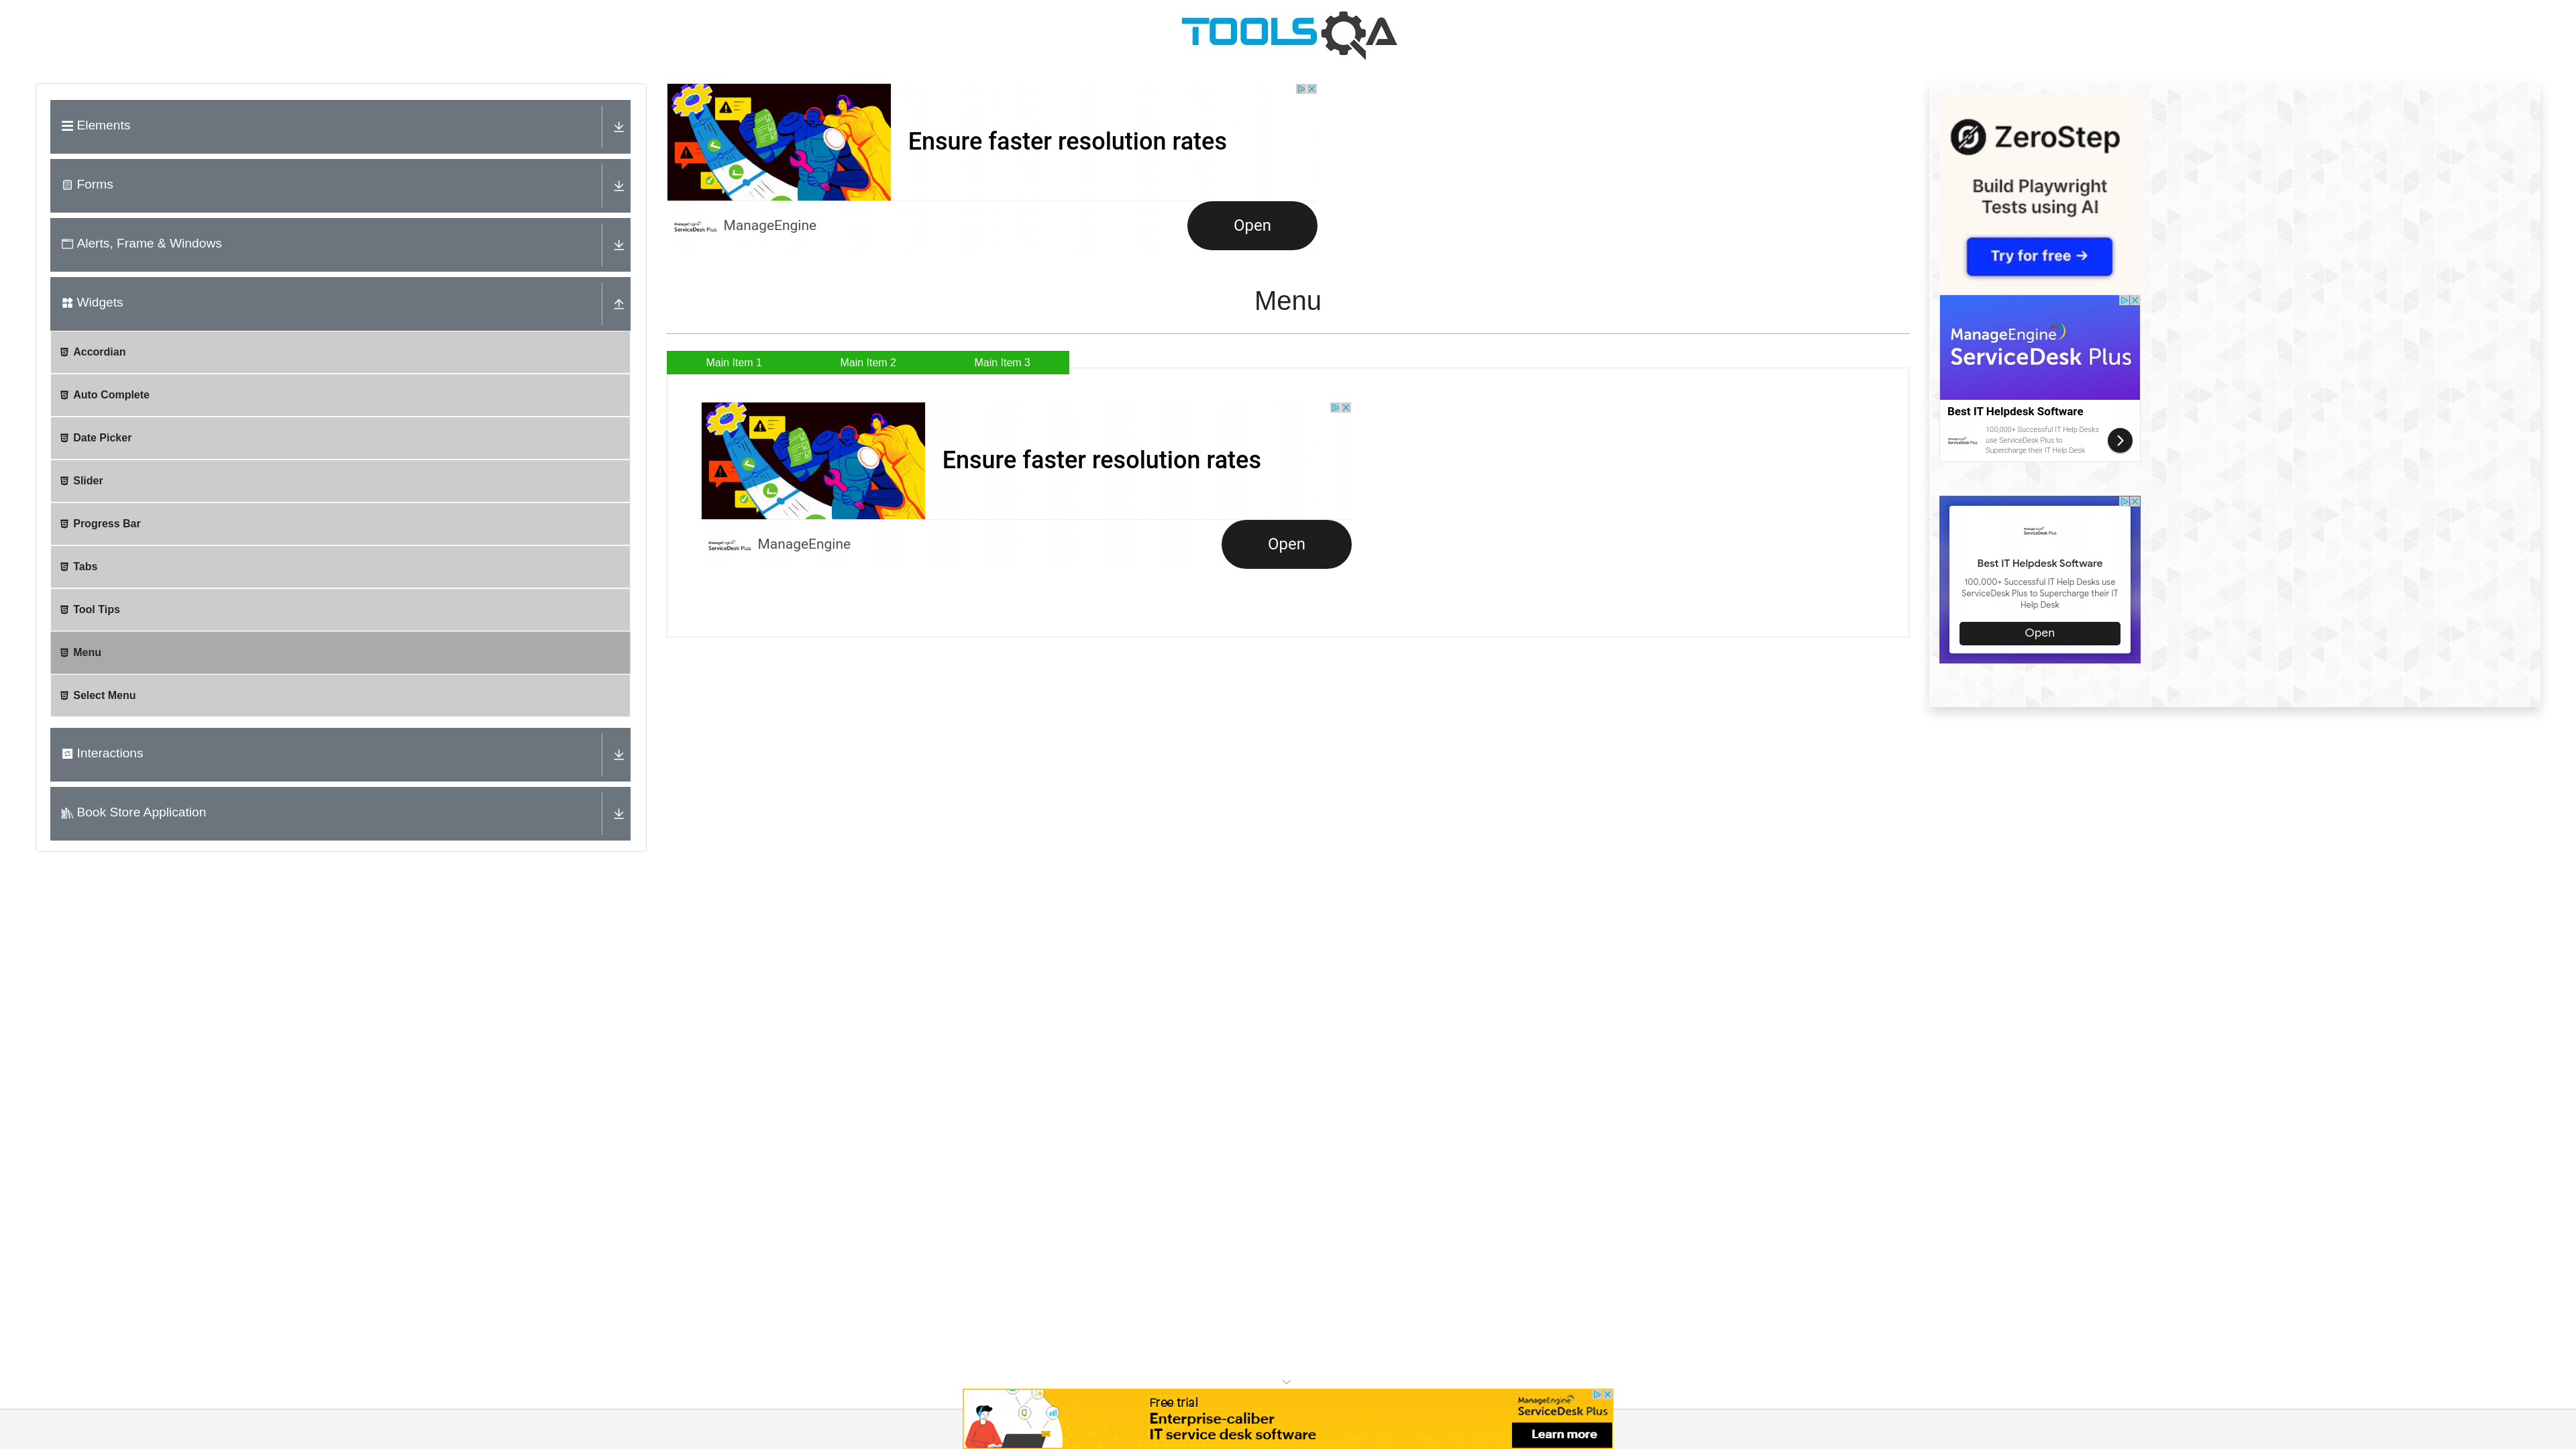 TOOLSQA
Elements
Forms
Alerts, Frame & Windows
Widgets
Accordian
Auto Complete
Date Picker
Slider
Progress Bar
Tabs
Tool Tips
Menu
Select Menu
Interactions
Book Store Application
Ensure faster resolution rates
ManageEngine
ServiceDesk Plus
ManageEngine
Open
Menu
Main Item 1
Main Item 2
Main Item 3
Ensure faster resolution rates
ManageEngine
ServiceDesk Plus
ManageEngine
Open
ZeroStep
Build Playwright
Tests using AI
Try for free →
ManageEngine
ServiceDesk Plus
Best IT Helpdesk Software
ManageEngine
ServiceDesk Plus
100,000+ Successful IT Help Desks
use ServiceDesk Plus to
Supercharge their IT Help Desk
ManageEngine
ServiceDesk Plus
Best IT Helpdesk Software
100,000+ Successful IT Help Desks use
ServiceDesk Plus to Supercharge their IT
Help Desk
Open
Free trial
Enterprise-caliber
IT service desk software
ManageEngine
ServiceDesk Plus
Learn more